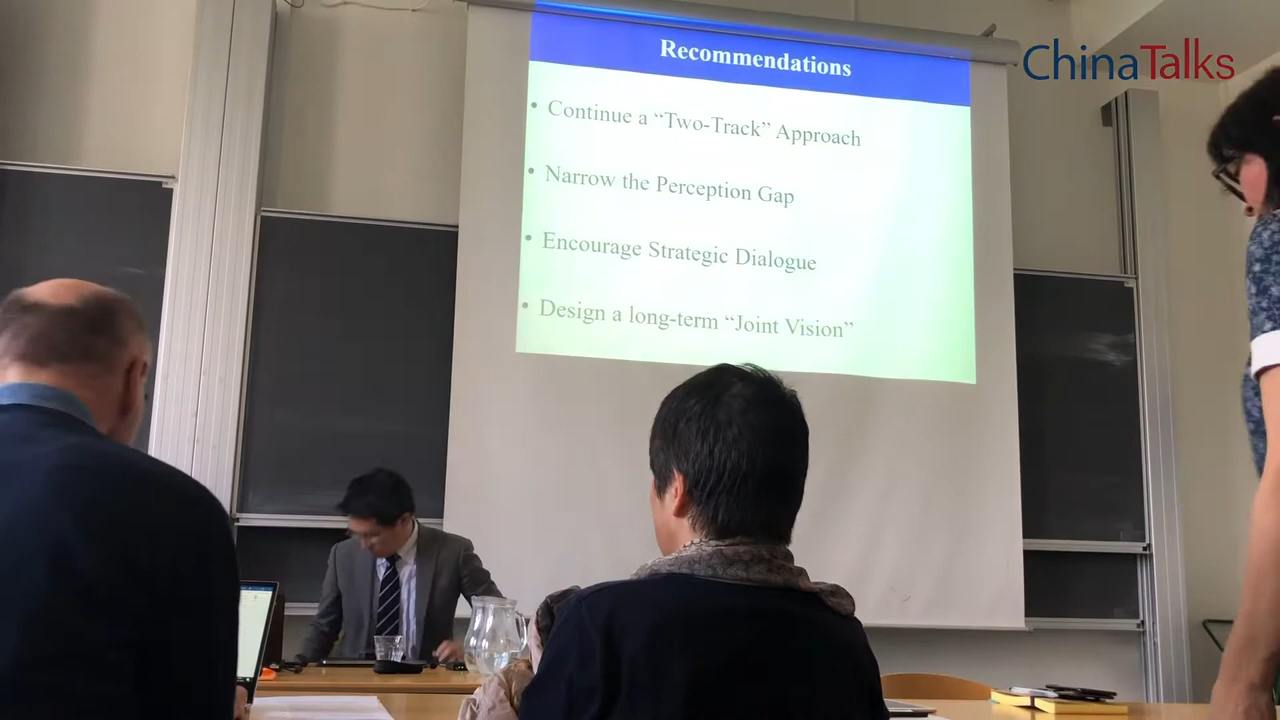 ChinaTalks
Recommendations
• Continue a “Two-Track” Approach
• Narrow the Perception Gap
• Encourage Strategic Dialogue
• Design a long-term “Joint Vision”